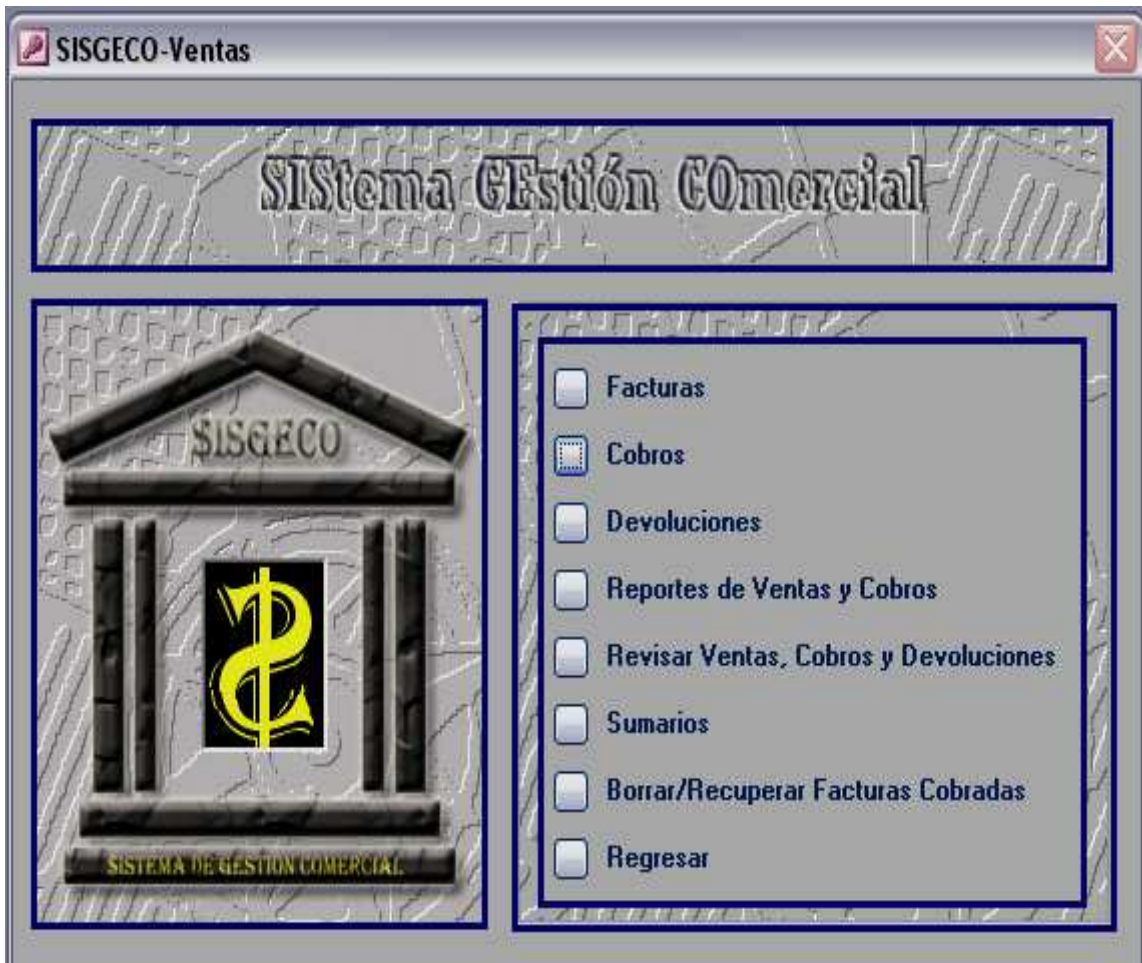 SISGECO-Ventas
SIStema GEstión COmercial
SISGECO
SISTEMA DE GESTION COMERCIAL
Facturas
Cobros
Devoluciones
Reportes de Ventas y Cobros
Revisar Ventas, Cobros y Devoluciones
Sumarios
Borrar/Recuperar Facturas Cobradas
Regresar